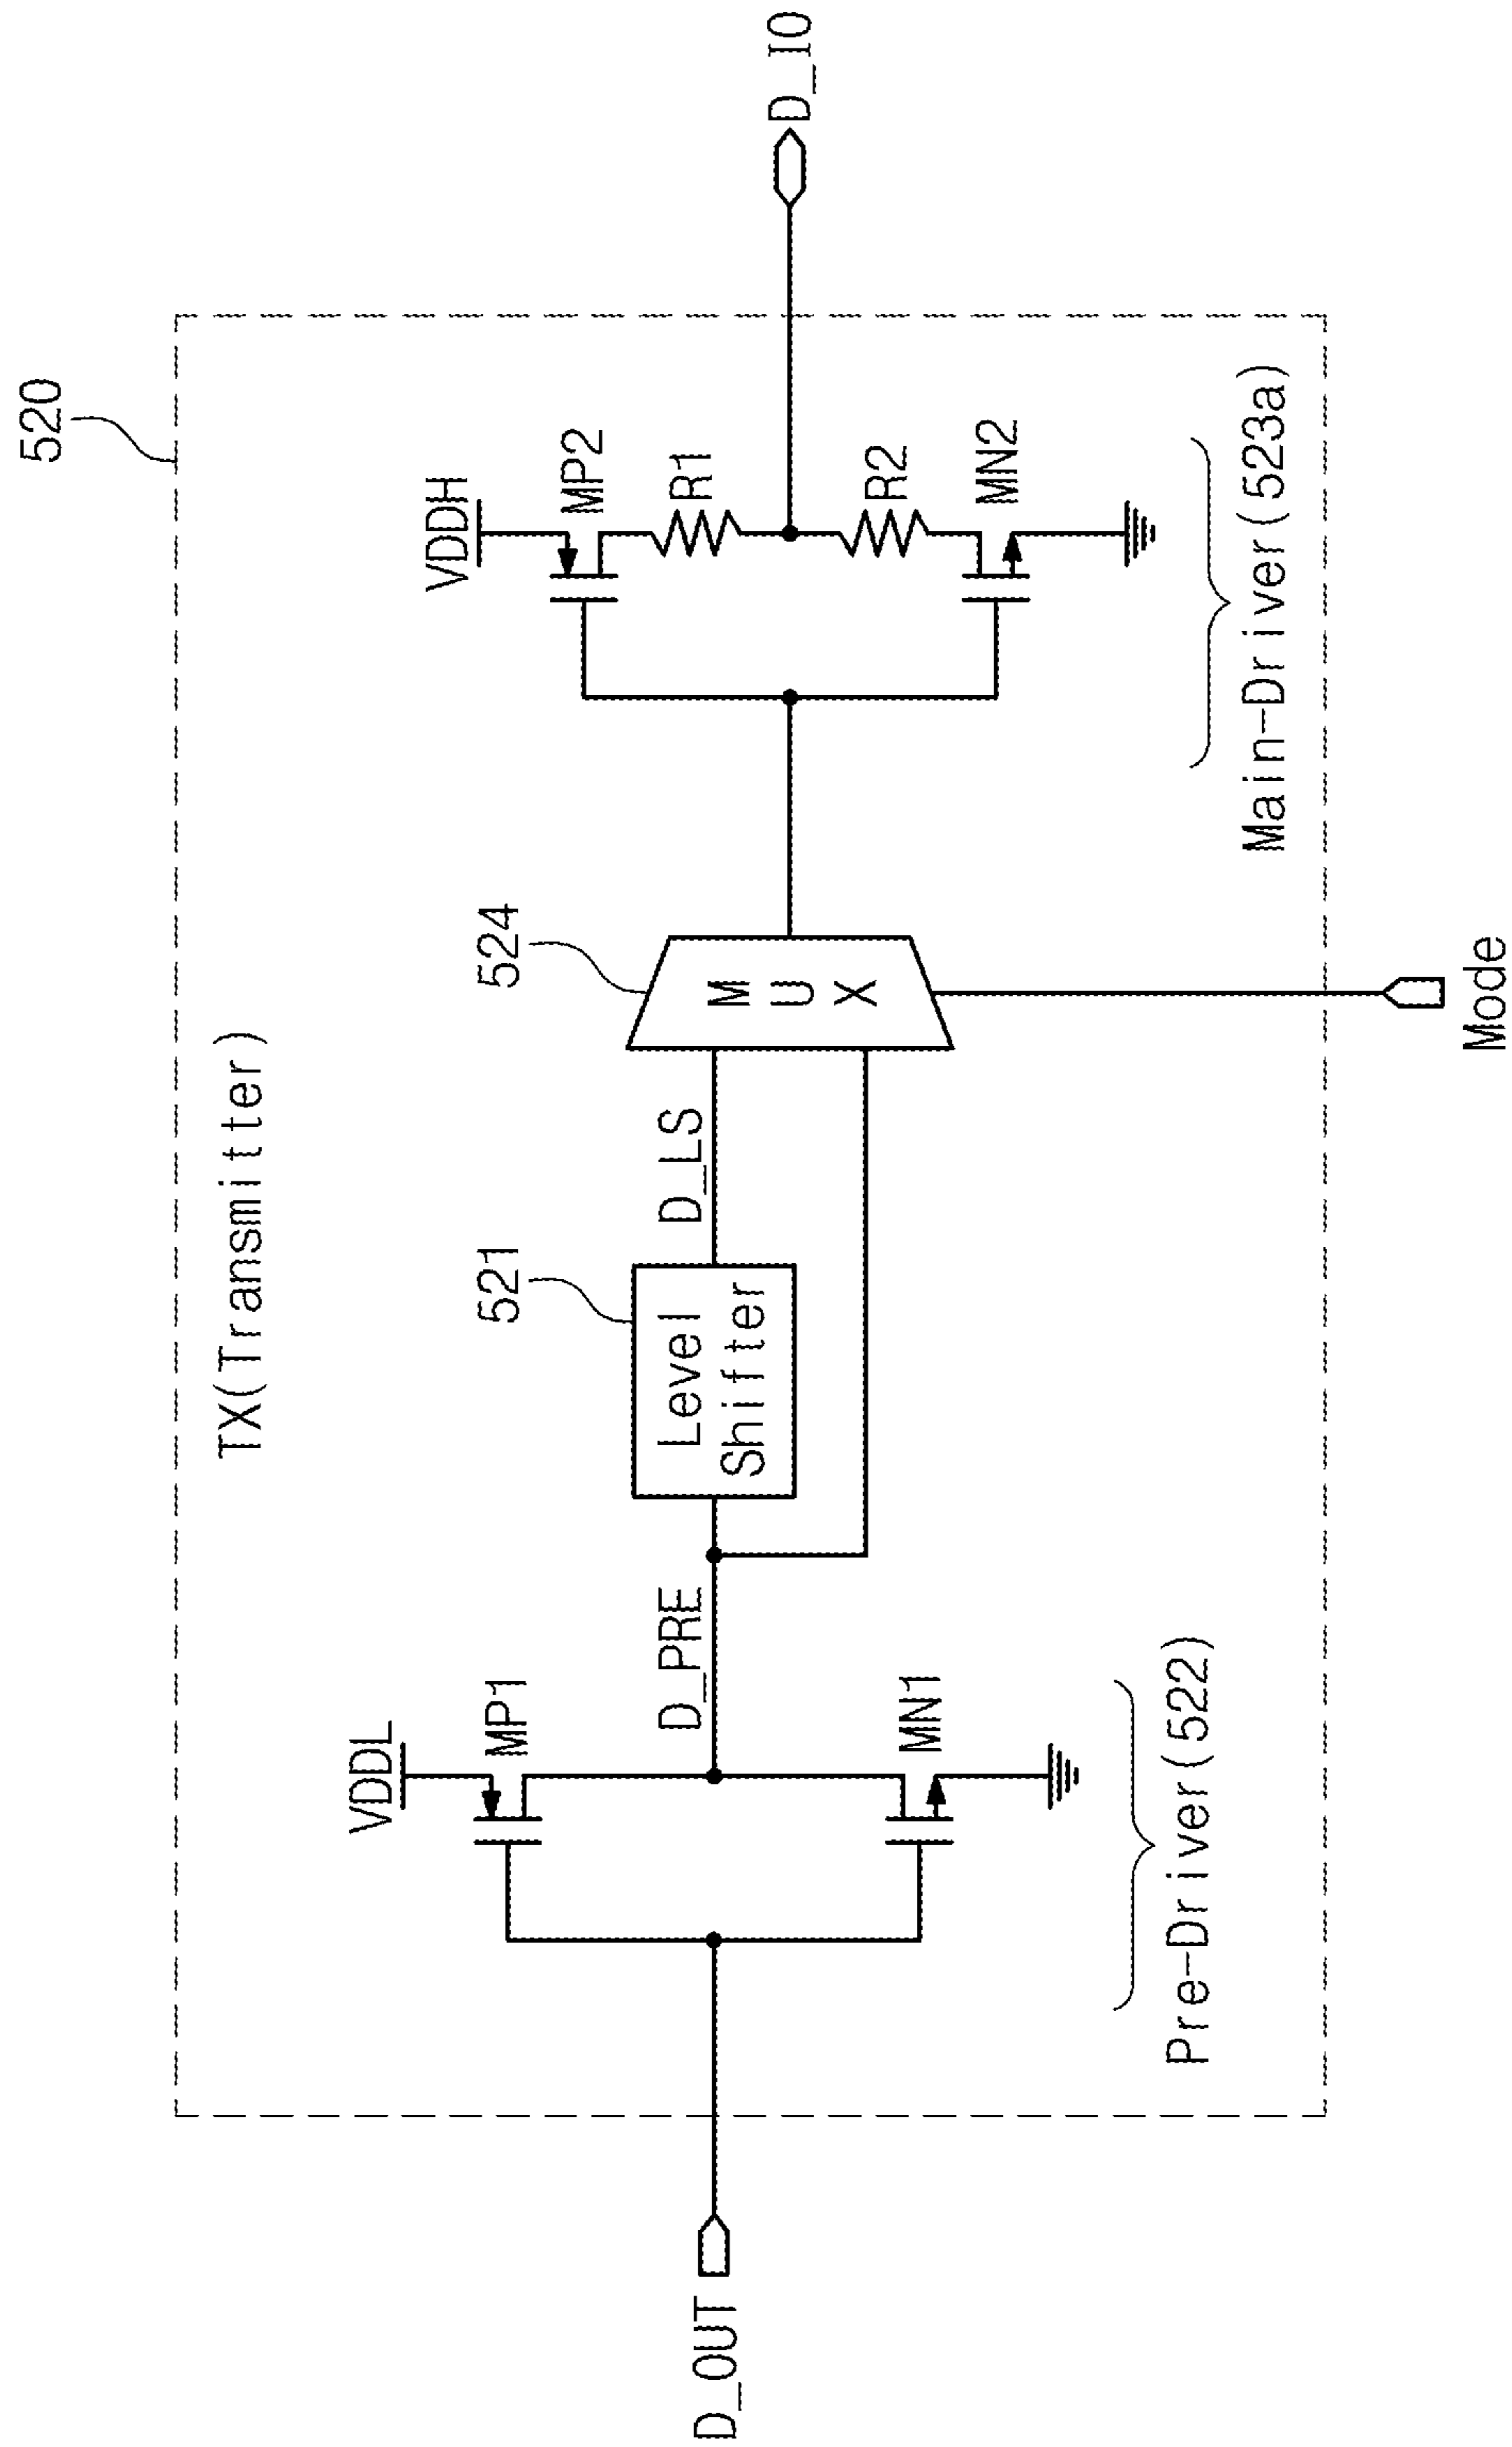 520
TX(Transmitter)
VDDL
MP1
D_PRE
MN1
Pre-Driver(522)
D_OUT
521
Level
Shifter
D_LS
524
MUX
Mode
VDDH
MP2
R1
R2
MN2
Main-Driver(523a)
D_IO